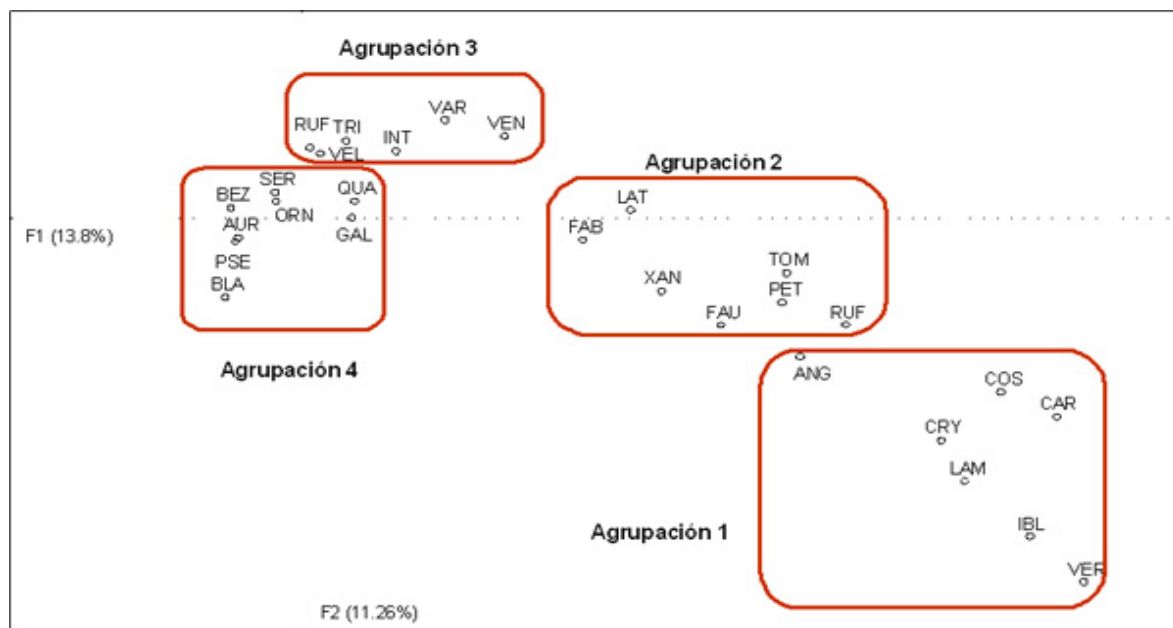 Agrupación 3
VAR
VEN
RUF TRI
INT
VEL
Agrupación 2
SER
BEZ
QUA
ORN
LAT
AUR
GAL
FAB
F1 (13.8%)
PSE
TOM
XAN
BLA
PET
FAU
RUF
Agrupación 4
ANG
COS
CAR
CRY
LAM
Agrupación 1
IBL
VER
F2 (11.26%)